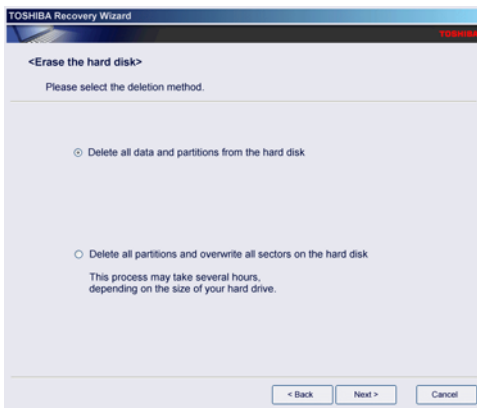 TOSHIBA Recovery Wizard
TOSHIBA
<Erase the hard disk>
Please select the deletion method.
Delete all data and partitions from the hard disk
Delete all partitions and overwrite all sectors on the hard disk
This process may take several hours,
depending on the size of your hard drive.
< Back Next > Cancel